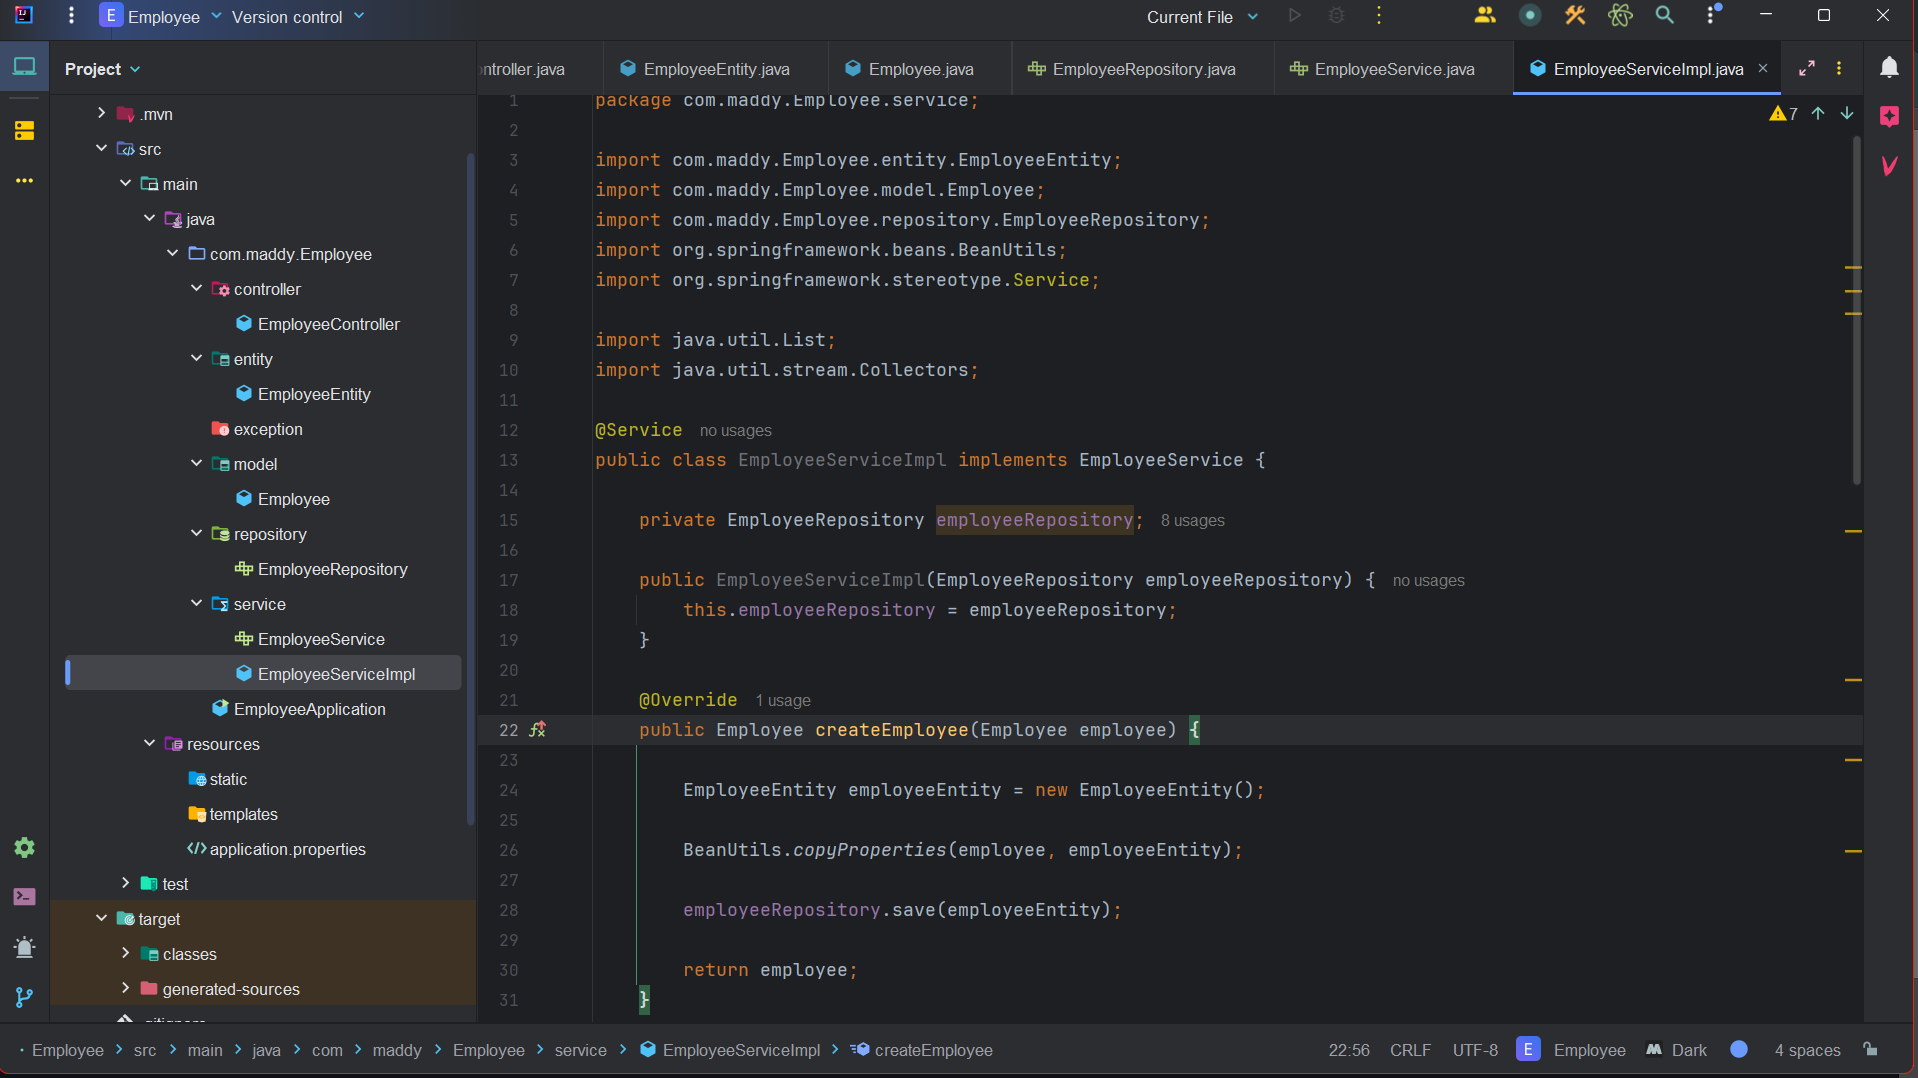 E Employee Version control Current File
Project
ntroller.java EmployeeEntity.java Employee.java EmployeeRepository.java EmployeeService.java EmployeeServiceImpl.java
7
.mvn
src
main
java
com.maddy.Employee
controller
EmployeeController
entity
EmployeeEntity
exception
model
Employee
repository
EmployeeRepository
service
EmployeeService
EmployeeServiceImpl
EmployeeApplication
resources
static
templates
application.properties
test
target
classes
generated-sources
.gitignore
1 package com.maddy.Employee.service;
2
3 import com.maddy.Employee.entity.EmployeeEntity;
4 import com.maddy.Employee.model.Employee;
5 import com.maddy.Employee.repository.EmployeeRepository;
6 import org.springframework.beans.BeanUtils;
7 import org.springframework.stereotype.Service;
8
9 import java.util.List;
10 import java.util.stream.Collectors;
11
12 @Service no usages
13 public class EmployeeServiceImpl implements EmployeeService {
14
15 private EmployeeRepository employeeRepository; 8 usages
16
17 public EmployeeServiceImpl(EmployeeRepository employeeRepository) { no usages
18 this.employeeRepository = employeeRepository;
19 }
20
21 @Override 1 usage
22 public Employee createEmployee(Employee employee) {
23
24 EmployeeEntity employeeEntity = new EmployeeEntity();
25
26 BeanUtils.copyProperties(employee, employeeEntity);
27
28 employeeRepository.save(employeeEntity);
29
30 return employee;
31 }
Employee > src > main > java > com > maddy > Employee > service > EmployeeServiceImpl > createEmployee 22:56 CRLF UTF-8 E Employee Dark 4 spaces